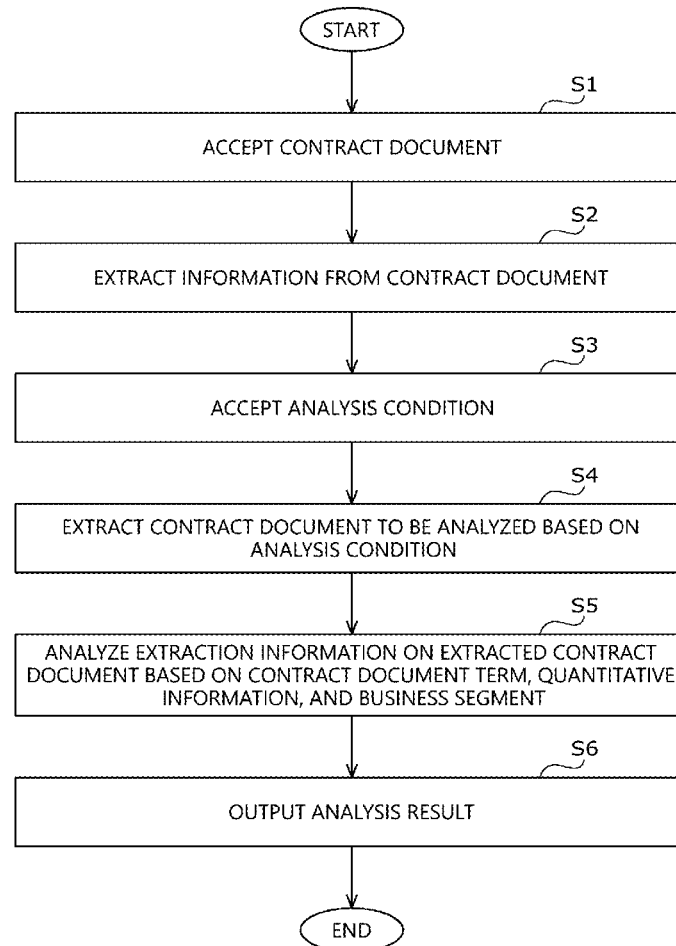 START
S1
ACCEPT CONTRACT DOCUMENT
S2
EXTRACT INFORMATION FROM CONTRACT DOCUMENT
S3
ACCEPT ANALYSIS CONDITION
S4
EXTRACT CONTRACT DOCUMENT TO BE ANALYZED BASED ON
ANALYSIS CONDITION
S5
ANALYZE EXTRACTION INFORMATION ON EXTRACTED CONTRACT
DOCUMENT BASED ON CONTRACT DOCUMENT TERM, QUANTITATIVE
INFORMATION, AND BUSINESS SEGMENT
S6
OUTPUT ANALYSIS RESULT
END